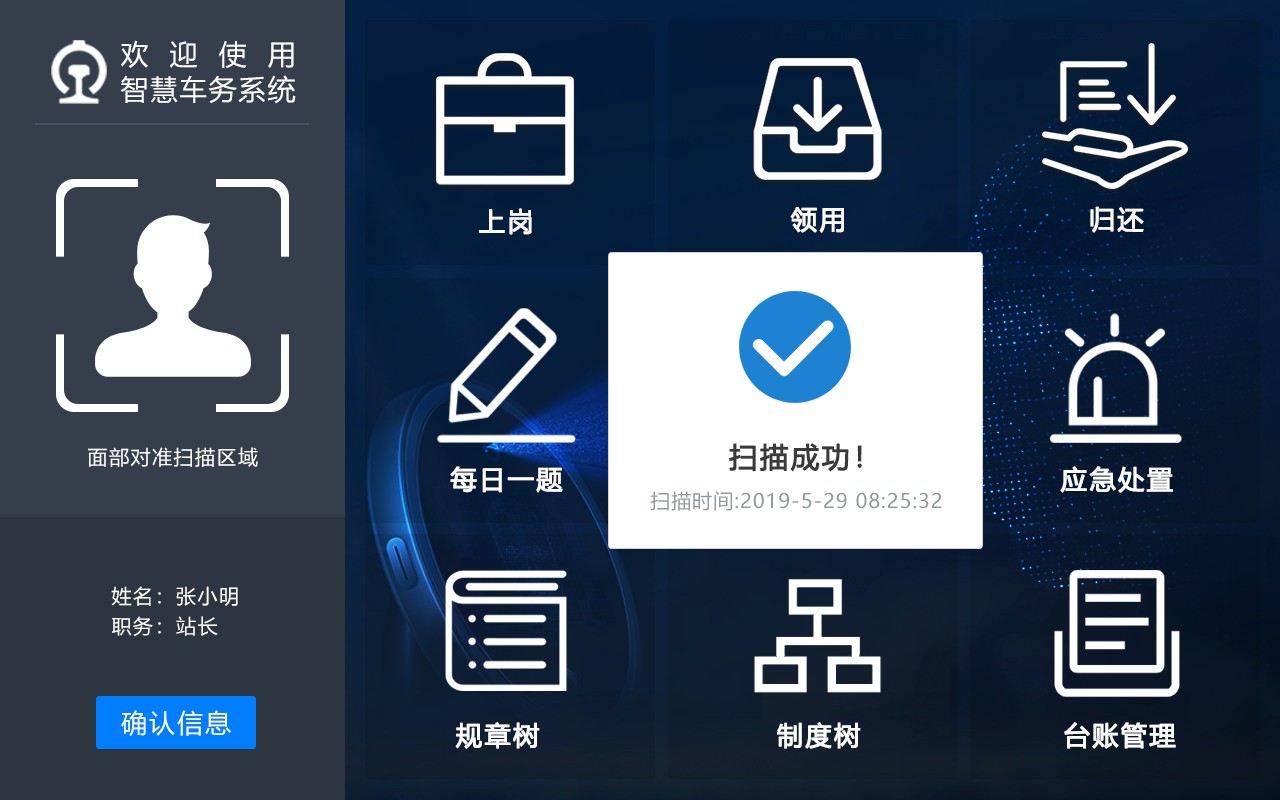 欢迎使用
智慧车务系统
面部对准扫描区域
姓名：张小明
职务：站长
确认信息
上岗
领用
归还
每日一题
扫描成功！
扫描时间:2019-5-29 08:25:32
应急处置
规章树
制度树
台账管理